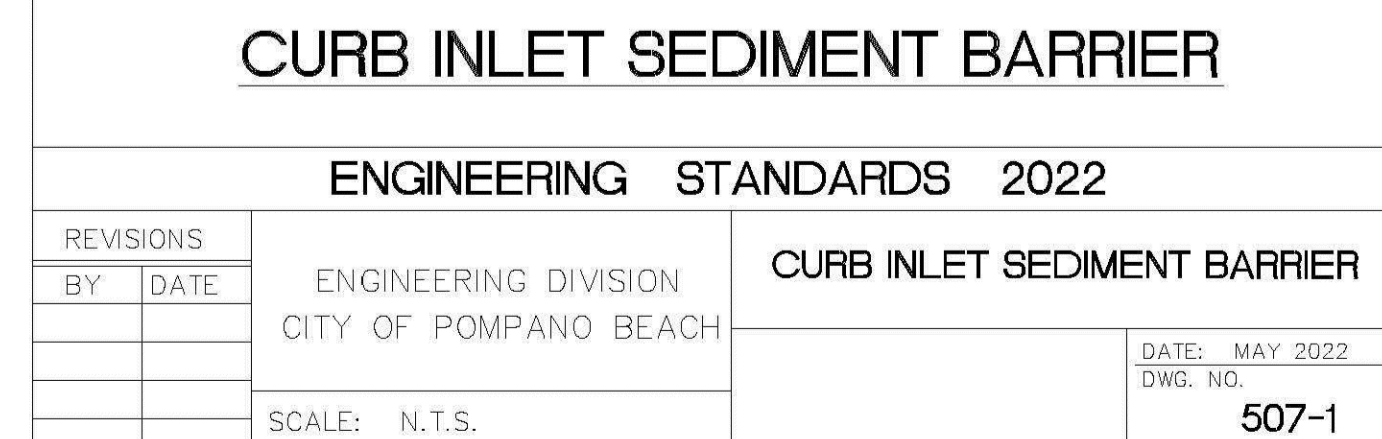 CURB INLET SEDIMENT BARRIER
ENGINEERING STANDARDS 2022
REVISIONS
BY DATE
ENGINEERING DIVISION
CITY OF POMPANO BEACH
SCALE: N.T.S.
CURB INLET SEDIMENT BARRIER
DATE: MAY 2022
DWG. NO.
507-1